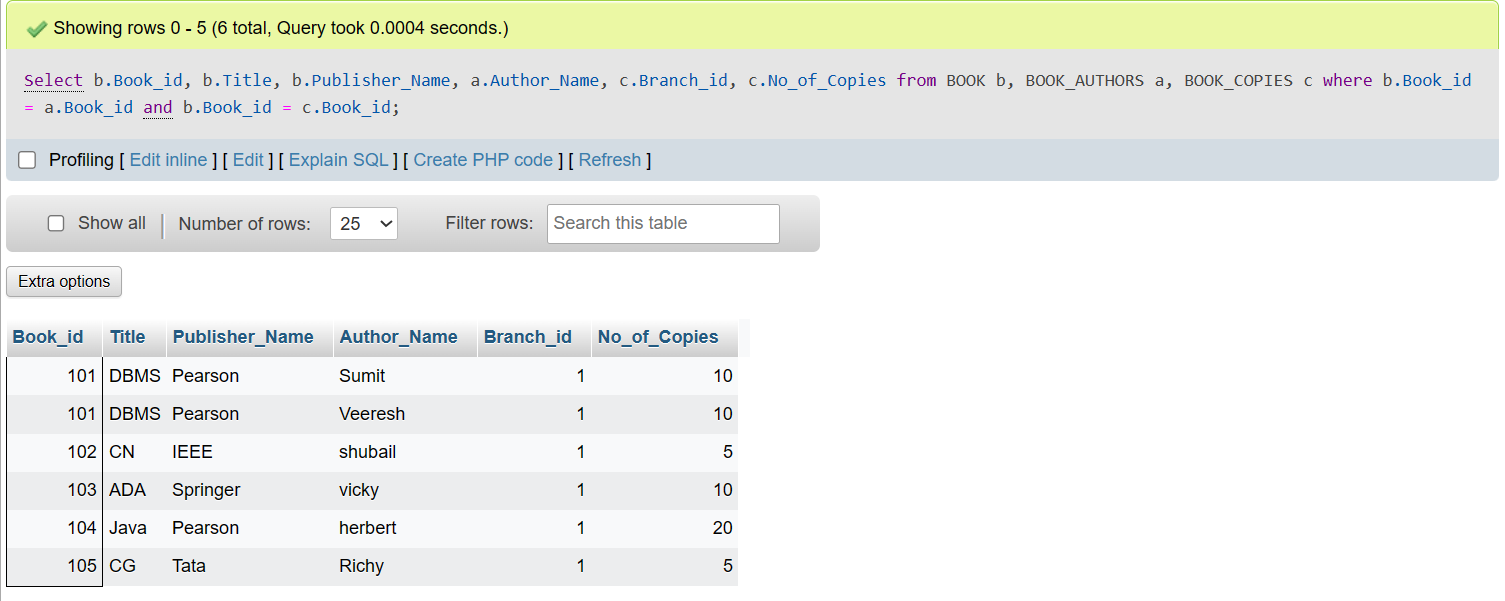 Showing rows 0 - 5 (6 total, Query took 0.0004 seconds.)
Select b.Book_id, b.Title, b.Publisher_Name, a.Author_Name, c.Branch_id, c.No_of_Copies from BOOK b, BOOK_AUTHORS a, BOOK_COPIES c where b.Book_id
= a.Book_id and b.Book_id = c.Book_id;
Profiling [ Edit inline ] [ Edit ] [ Explain SQL ] [ Create PHP code ] [ Refresh ]
Show all Number of rows: 25 Filter rows: Search this table
Extra options
Book_id Title Publisher_Name Author_Name Branch_id No_of_Copies
101 DBMS Pearson Sumit 1 10
101 DBMS Pearson Veeresh 1 10
102 CN IEEE shubail 1 5
103 ADA Springer vicky 1 10
104 Java Pearson herbert 1 20
105 CG Tata Richy 1 5